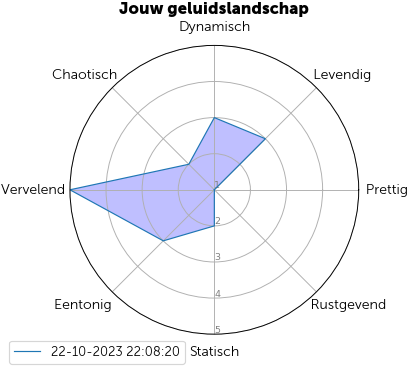 Jouw geluidslandschap
Dynamisch
Chaotisch
Levendig
Vervelend
1
Prettig
2
3
Eentonig
4
Rustgevend
5
22-10-2023 22:08:20
Statisch